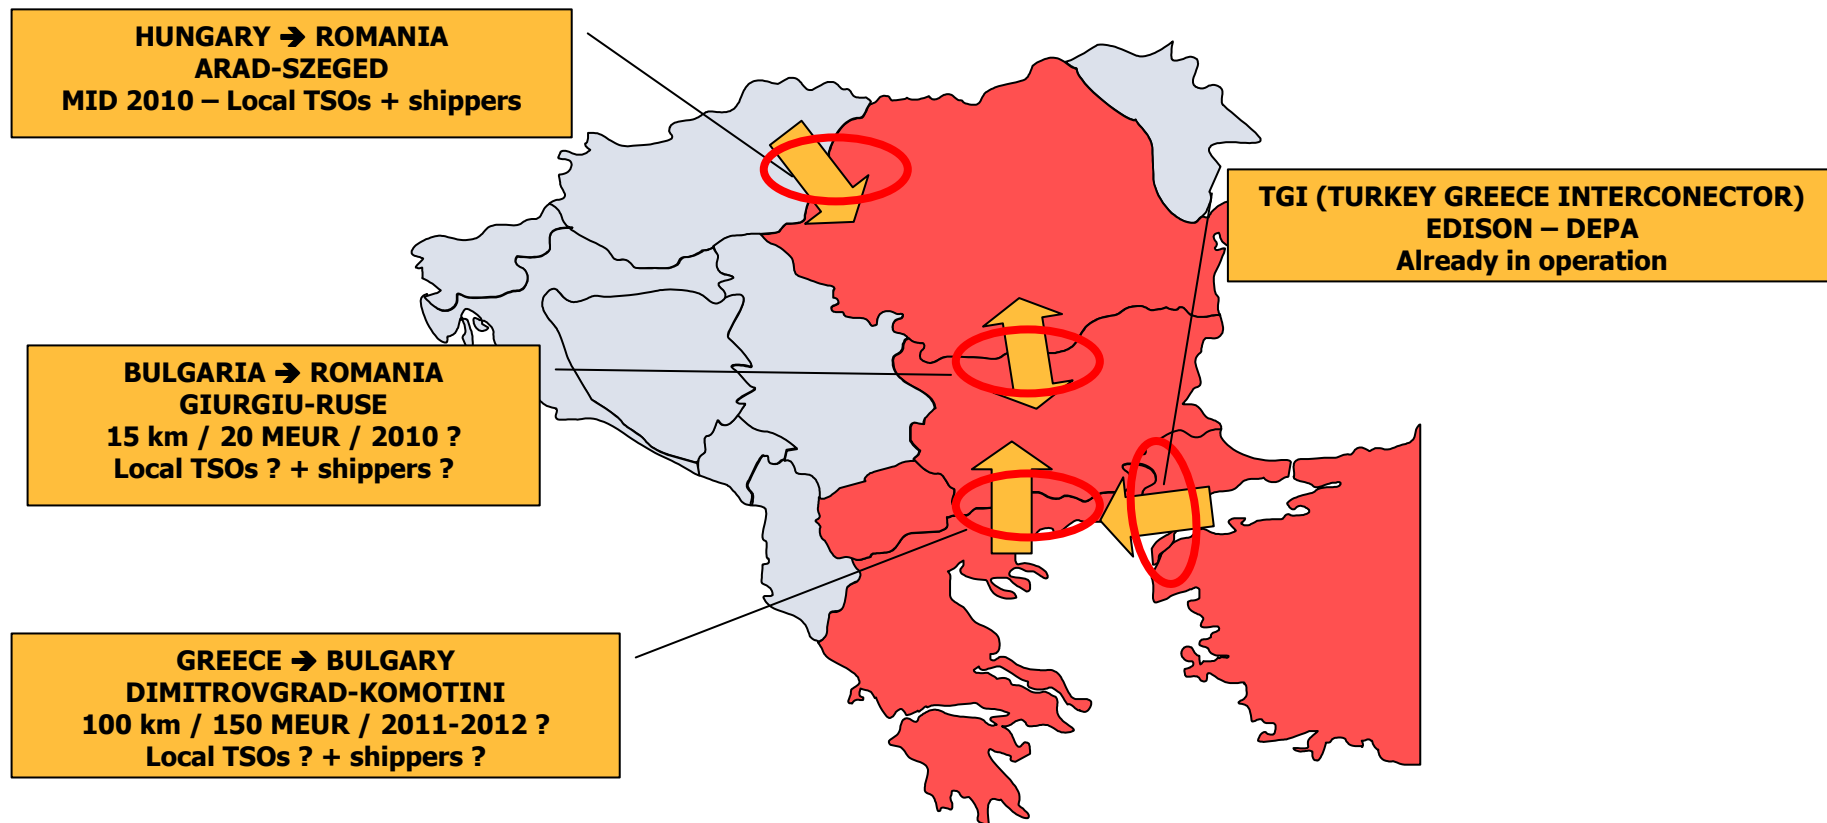 HUNGARY ➔ ROMANIA
ARAD-SZEGED
MID 2010 – Local TSOs + shippers
TGI (TURKEY GREECE INTERCONECTOR)
EDISON – DEPA
Already in operation
BULGARIA ➔ ROMANIA
GIURGIU-RUSE
15 km / 20 MEUR / 2010 ?
Local TSOs ? + shippers ?
GREECE ➔ BULGARY
DIMITROVGRAD-KOMOTINI
100 km / 150 MEUR / 2011-2012 ?
Local TSOs ? + shippers ?